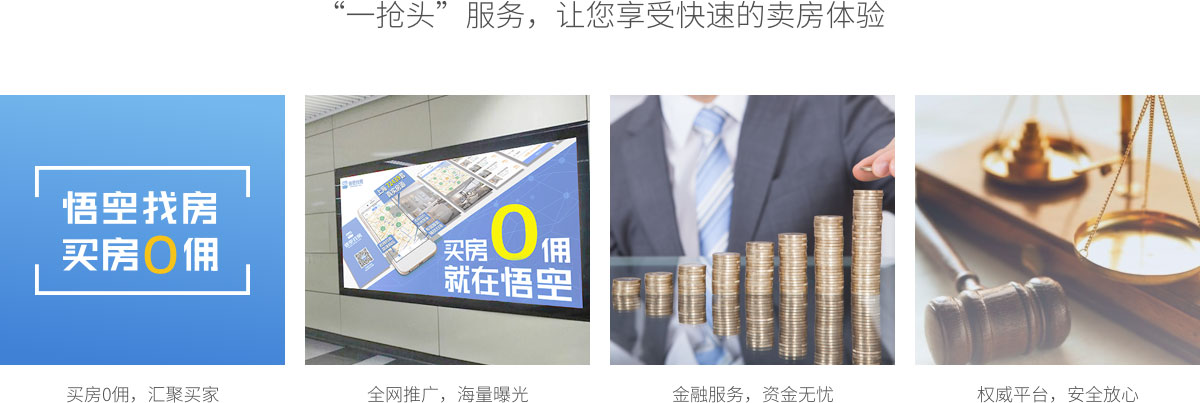 “一抢头”服务，让您享受快速的卖房体验
悟空找房
买房0佣
买房0佣
就在悟空
买房0佣，汇聚买家
全网推广，海量曝光
金融服务，资金无忧
权威平台，安全放心